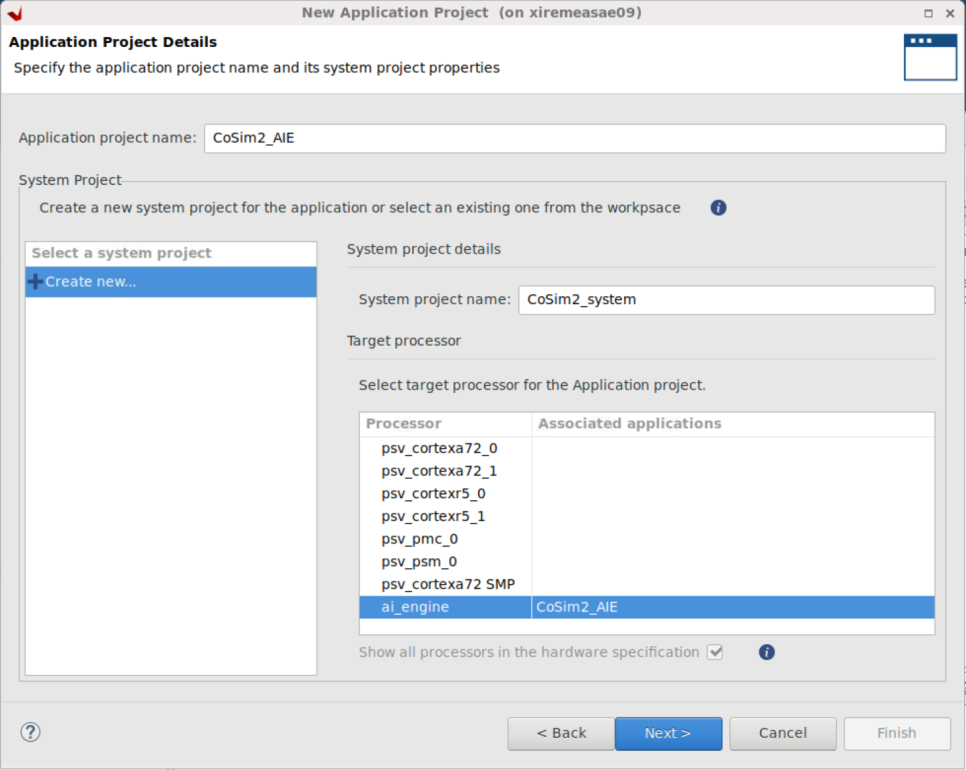 New Application Project (on xiremeasae09)
Application Project Details
Specify the application project name and its system project properties
Application project name: CoSim2_AIE
System Project
Create a new system project for the application or select an existing one from the workpsace
Select a system project
Create new...
System project details
System project name: CoSim2_system
Target processor
Select target processor for the Application project.
Processor Associated applications
psv_cortexa72_0
psv_cortexa72_1
psv_cortexr5_0
psv_cortexr5_1
psv_pmc_0
psv_psm_0
psv_cortexa72 SMP
ai_engine CoSim2_AIE
Show all processors in the hardware specification
< Back Next > Cancel Finish